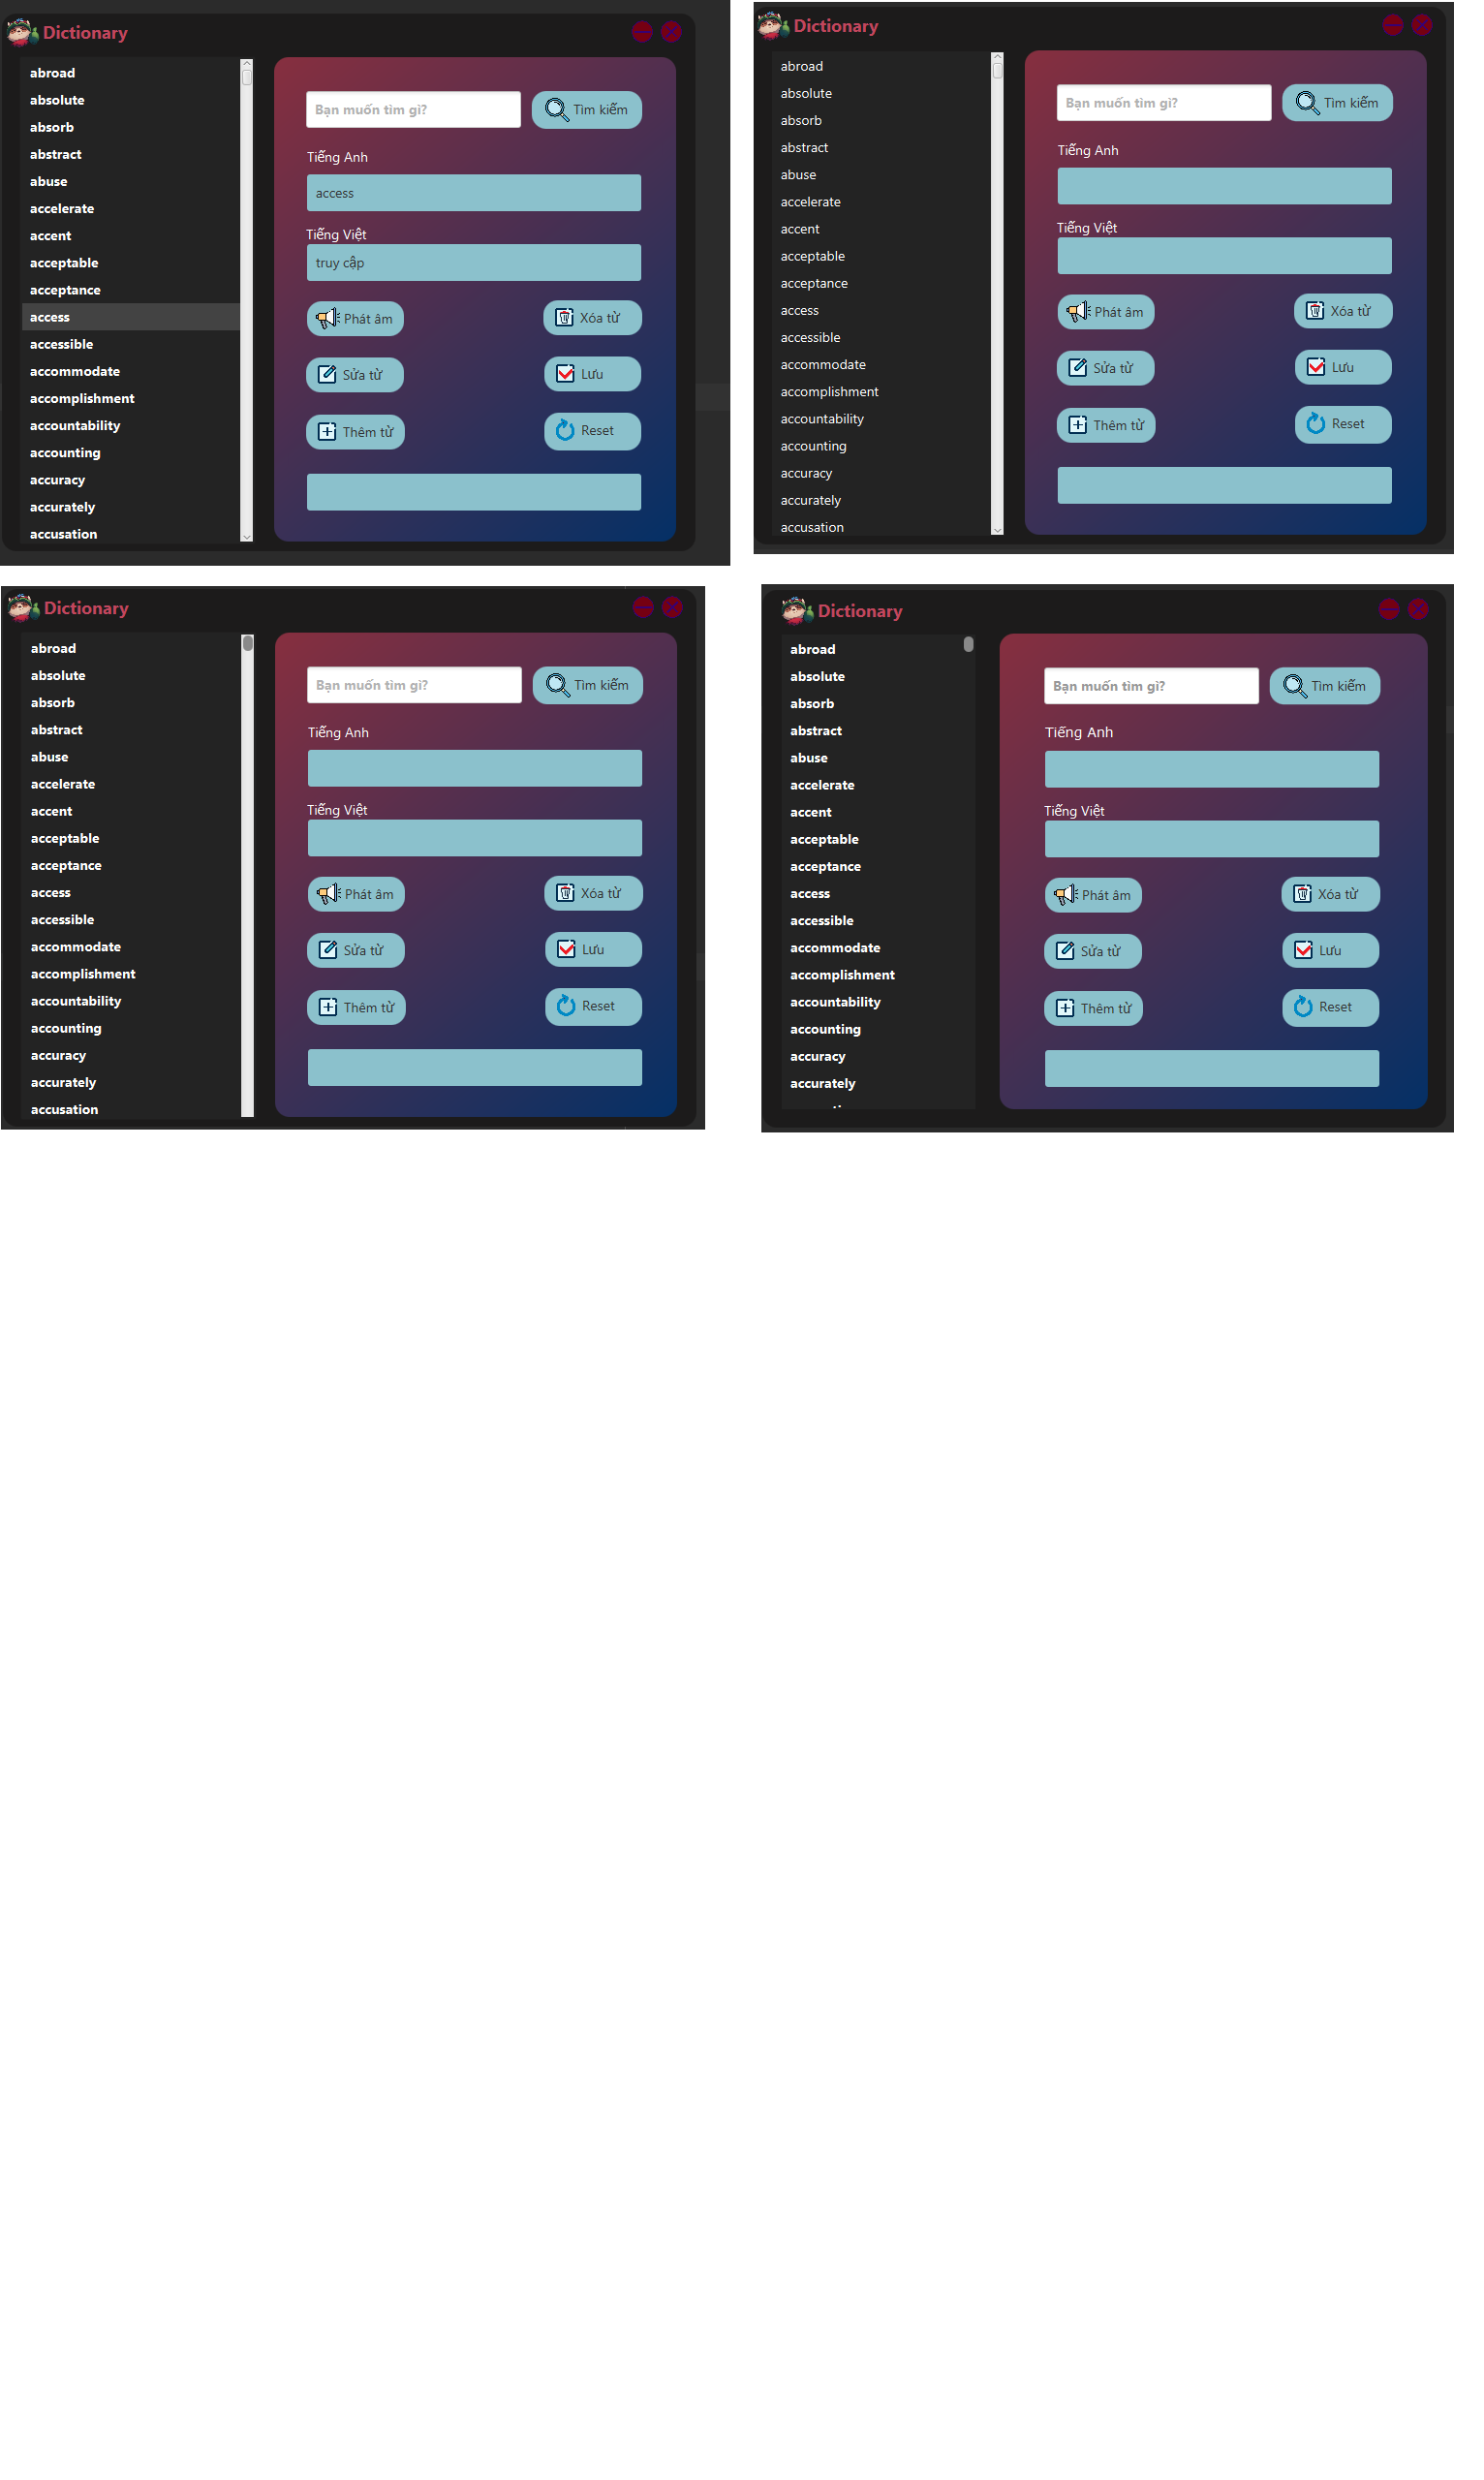 Dictionary
abroad
absolute
absorb
abstract
abuse
accelerate
accent
acceptable
acceptance
access
accessible
accommodate
accomplishment
accountability
accounting
accuracy
accurately
accusation
Bạn muốn tìm gì?
Tìm kiếm
Tiếng Anh
access
Tiếng Việt
truy cập
Phát âm
Xóa từ
Sửa từ
Lưu
Thêm từ
Reset
Dictionary
abroad
absolute
absorb
abstract
abuse
accelerate
accent
acceptable
acceptance
access
accessible
accommodate
accomplishment
accountability
accounting
accuracy
accurately
accusation
Bạn muốn tìm gì?
Tìm kiếm
Tiếng Anh
Tiếng Việt
Phát âm
Xóa từ
Sửa từ
Lưu
Thêm từ
Reset
Dictionary
abroad
absolute
absorb
abstract
abuse
accelerate
accent
acceptable
acceptance
access
accessible
accommodate
accomplishment
accountability
accounting
accuracy
accurately
accusation
Bạn muốn tìm gì?
Tìm kiếm
Tiếng Anh
Tiếng Việt
Phát âm
Xóa từ
Sửa từ
Lưu
Thêm từ
Reset
Dictionary
abroad
absolute
absorb
abstract
abuse
accelerate
accent
acceptable
acceptance
access
accessible
accommodate
accomplishment
accountability
accounting
accuracy
accurately
Bạn muốn tìm gì?
Tìm kiếm
Tiếng Anh
Tiếng Việt
Phát âm
Xóa từ
Sửa từ
Lưu
Thêm từ
Reset